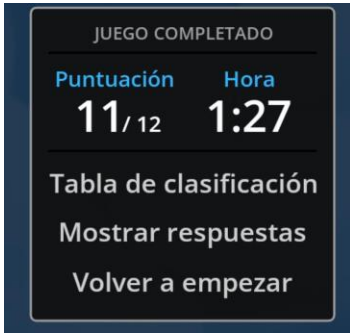 JUEGO COMPLETADO
Puntuación Hora
11/ 12 1:27
Tabla de clasificación
Mostrar respuestas
Volver a empezar